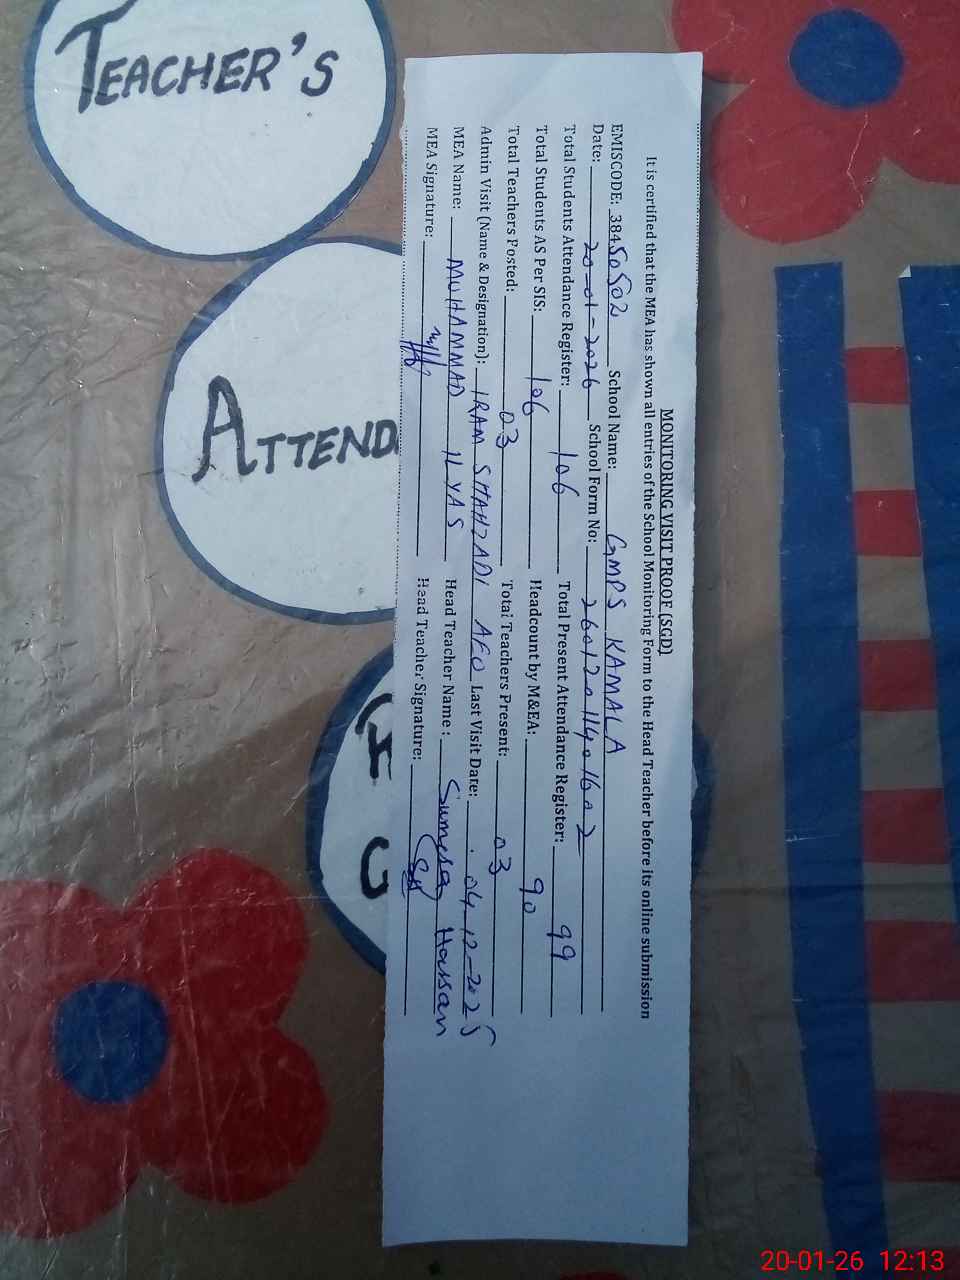 TEACHER'S
ATTEND
MONITORING VISIT PROOF (SGD)
It is certified that the MEA has shown all entries of the School Monitoring Form to the Head Teacher before its online submission
EMISCODE: 38450502 School Name: GMPS KAMALA
Date: 20-01-2026 School Form No: 26012011401602
Total Students Attendance Register: 106 Total Present Attendance Register: 99
Total Students AS Per SIS: 106 Headcount by M&EA: 90
Total Teachers Posted: 03 Total Teachers Present: 03
Admin Visit (Name & Designation): IRAM SHAHZADI AEO Last Visit Date: 04-12-2025
MEA Name: MUHAMMAD ILYAS Head Teacher Name: Sumyra Hassan
MEA Signature: Head Teacher Signature:
20-01-26 12:13